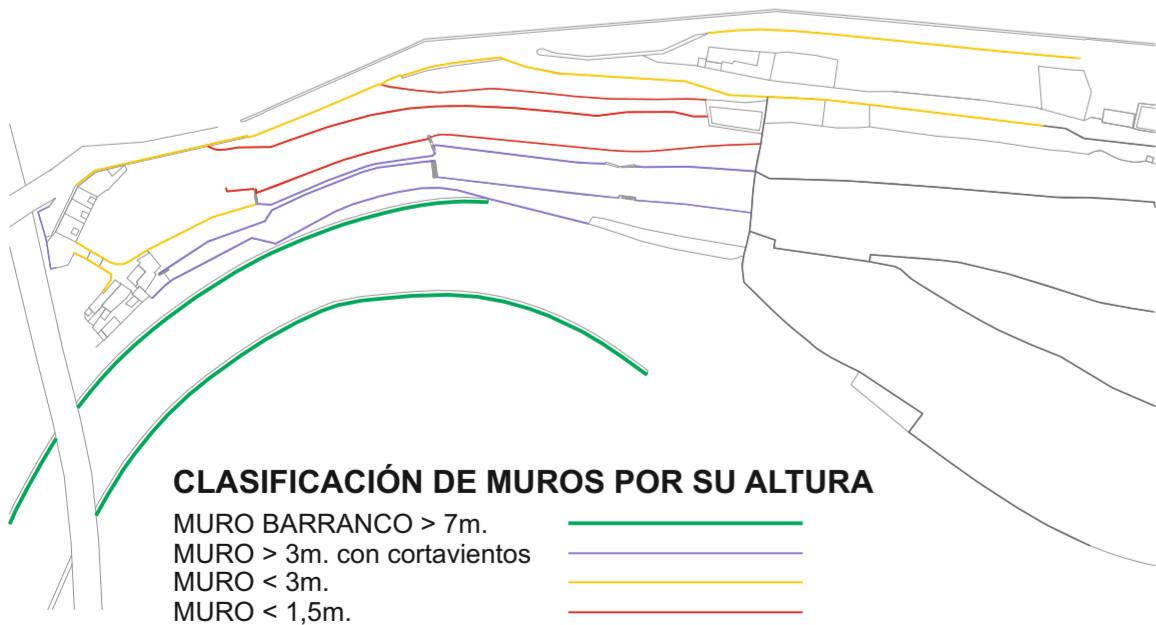 CLASIFICACIÓN DE MUROS POR SU ALTURA
MURO BARRANCO > 7m.
MURO > 3m. con cortavientos
MURO < 3m.
MURO < 1,5m.